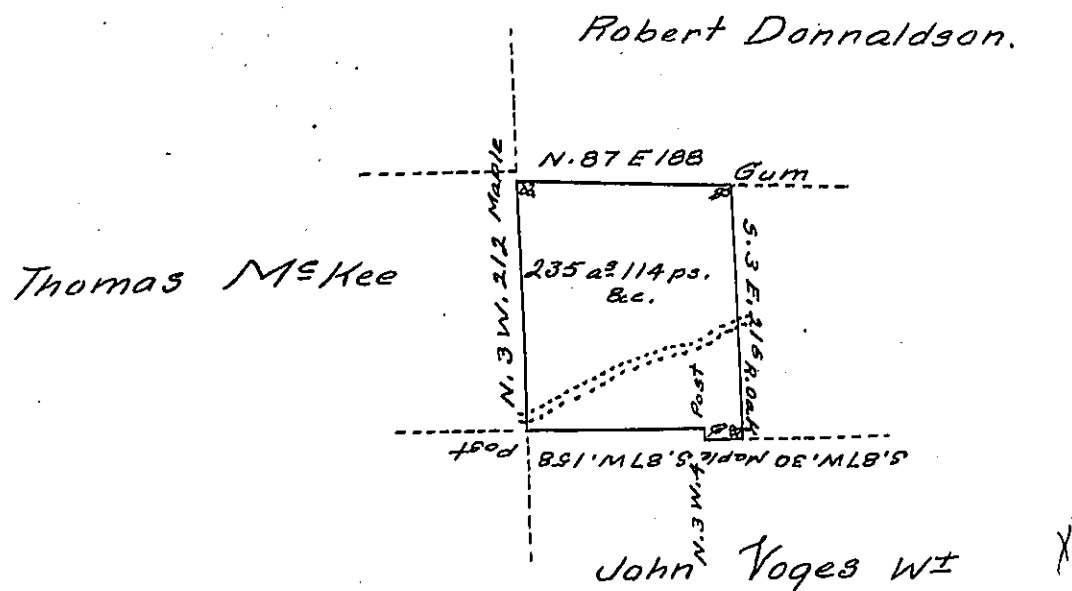 Robert Donnaldson.
N. 87 E 188
Gum
N. 3 W. 212 Maple
Thomas McKee
235 as 114 ps.
&c.
S. 3 E. 216 R. oak
Post
Post
S. 87 W. 30 Maple S. 87 W. 158
N. 3 W. 4
John Voges Wt
X